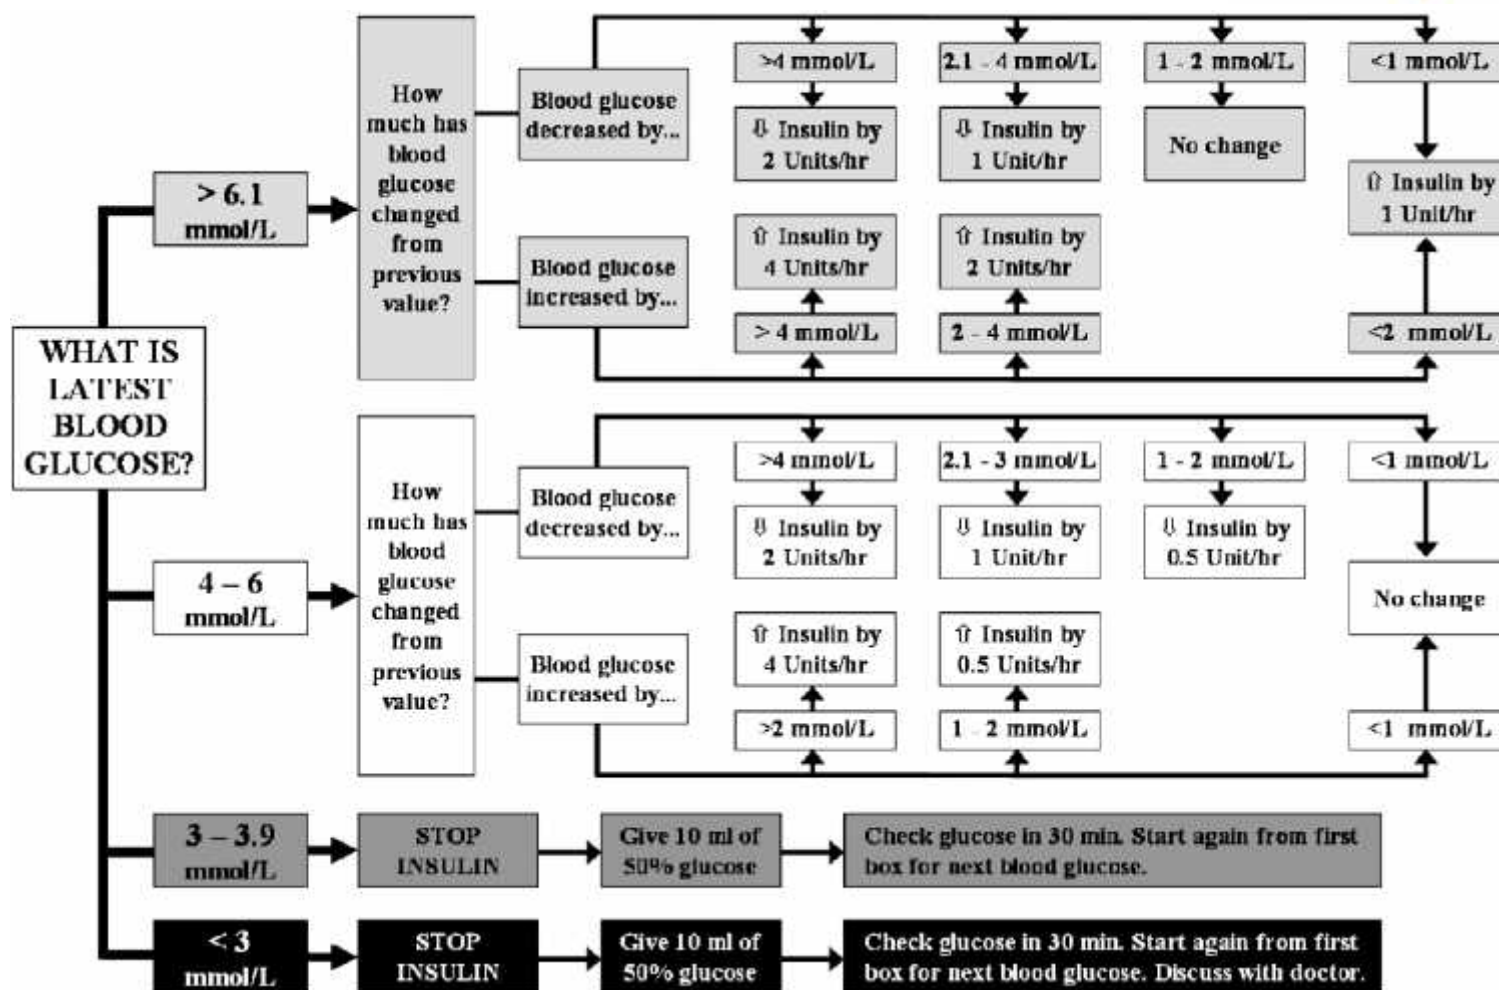 WHAT IS
LATEST
BLOOD
GLUCOSE?
> 6.1
mmol/L
How
much has
blood
glucose
changed
from
previous
value?
Blood glucose
decreased by...
>4 mmol/L
⇩ Insulin by
2 Units/hr
2.1 - 4 mmol/L
⇩ Insulin by
1 Unit/hr
1 - 2 mmol/L
No change
<1 mmol/L
⇧ Insulin by
1 Unit/hr
Blood glucose
increased by...
⇧ Insulin by
4 Units/hr
> 4 mmol/L
⇧ Insulin by
2 Units/hr
2 - 4 mmol/L
<2 mmol/L
4 – 6
mmol/L
How
much has
blood
glucose
changed
from
previous
value?
Blood glucose
decreased by...
>4 mmol/L
⇩ Insulin by
2 Units/hr
2.1 - 3 mmol/L
⇩ Insulin by
1 Unit/hr
1 - 2 mmol/L
⇩ Insulin by
0.5 Unit/hr
<1 mmol/L
No change
Blood glucose
increased by...
⇧ Insulin by
4 Units/hr
>2 mmol/L
⇧ Insulin by
0.5 Units/hr
1 - 2 mmol/L
<1 mmol/L
3 – 3.9
mmol/L
STOP
INSULIN
Give 10 ml of
50% glucose
Check glucose in 30 min. Start again from first
box for next blood glucose.
< 3
mmol/L
STOP
INSULIN
Give 10 ml of
50% glucose
Check glucose in 30 min. Start again from first
box for next blood glucose. Discuss with doctor.